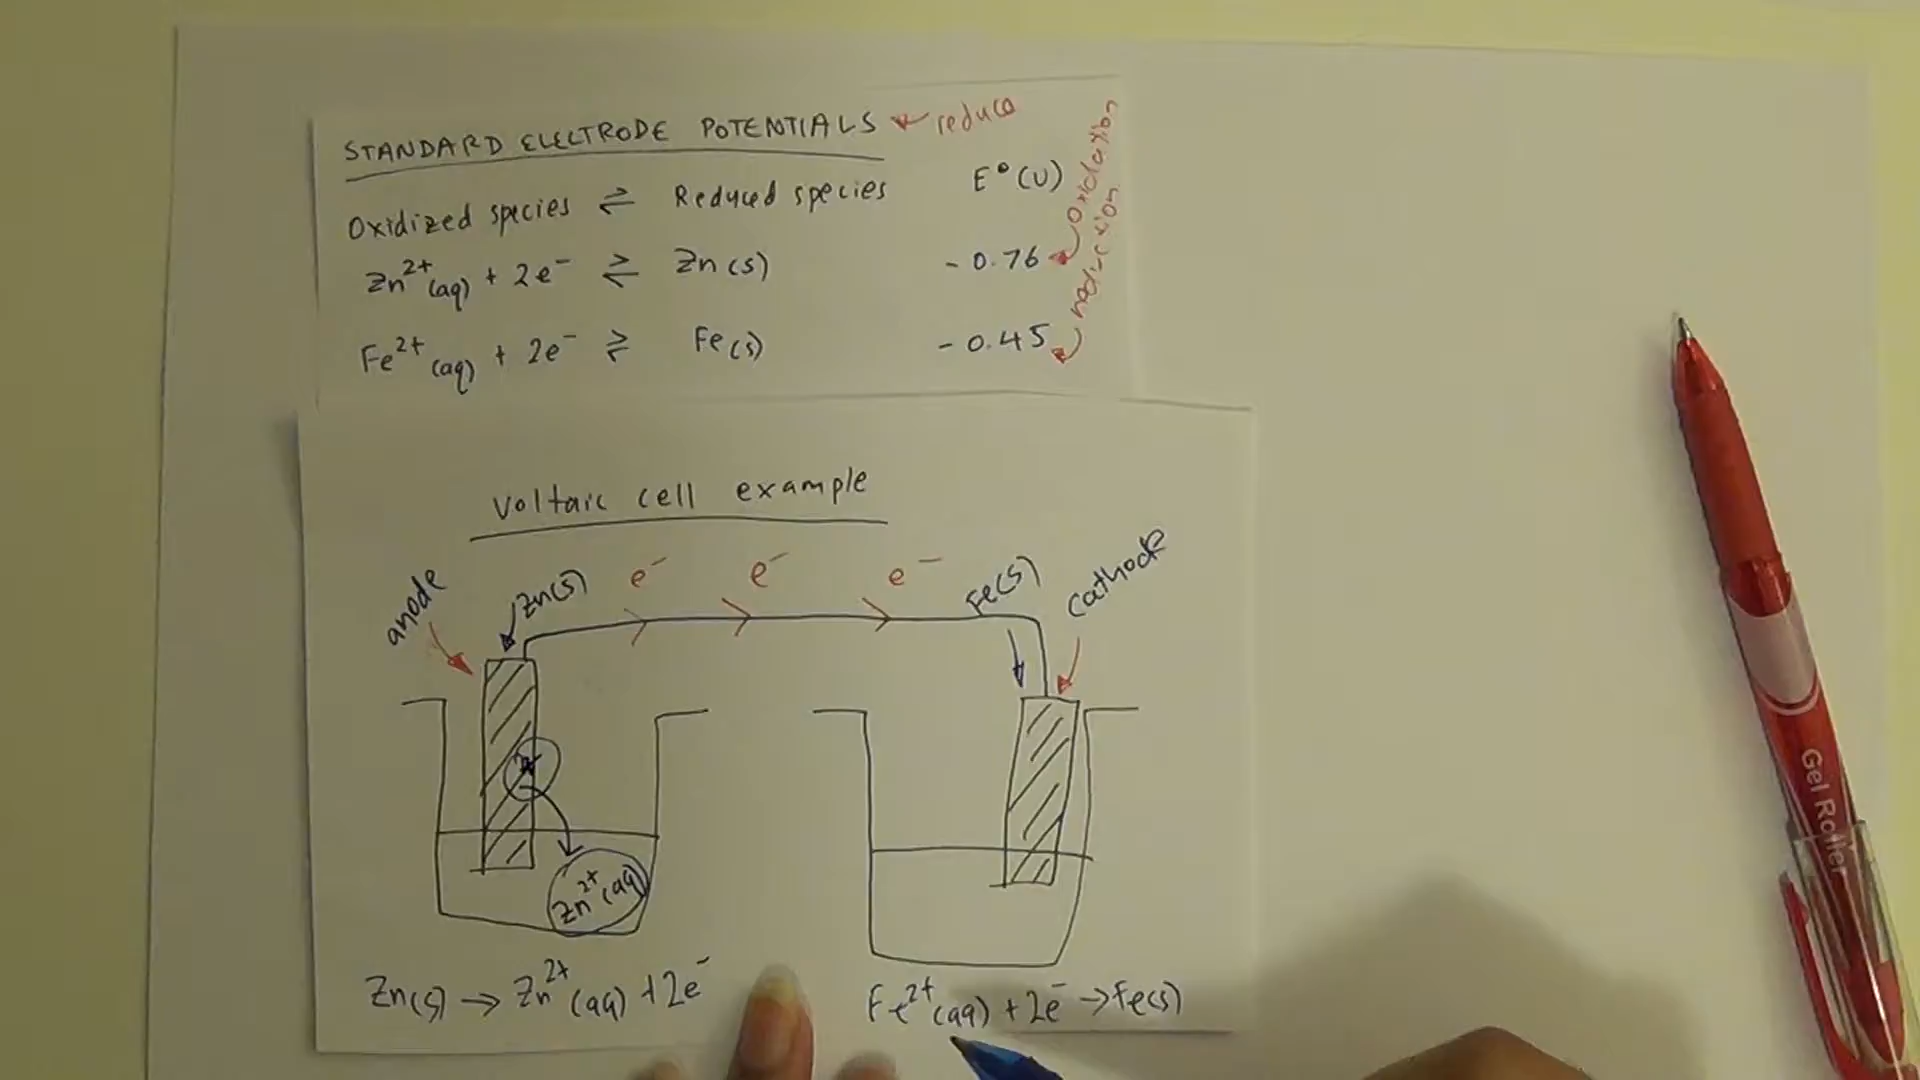 STANDARD ELECTRODE POTENTIALS reduce
Oxidized species ⇌ Reduced species E° (V)
Zn²⁺(aq) + 2e⁻ ⇌ Zn(s) - 0.76 oxidation
Fe²⁺(aq) + 2e⁻ ⇌ Fe(s) - 0.45 reduction
Voltaic cell example
anode Zn(s) e⁻ e⁻ e⁻ Fe(s) cathode
Zn²⁺(aq)
Zn(s) → Zn²⁺(aq) + 2e⁻
Fe²⁺(aq) + 2e⁻ → Fe(s)
Gel Roller